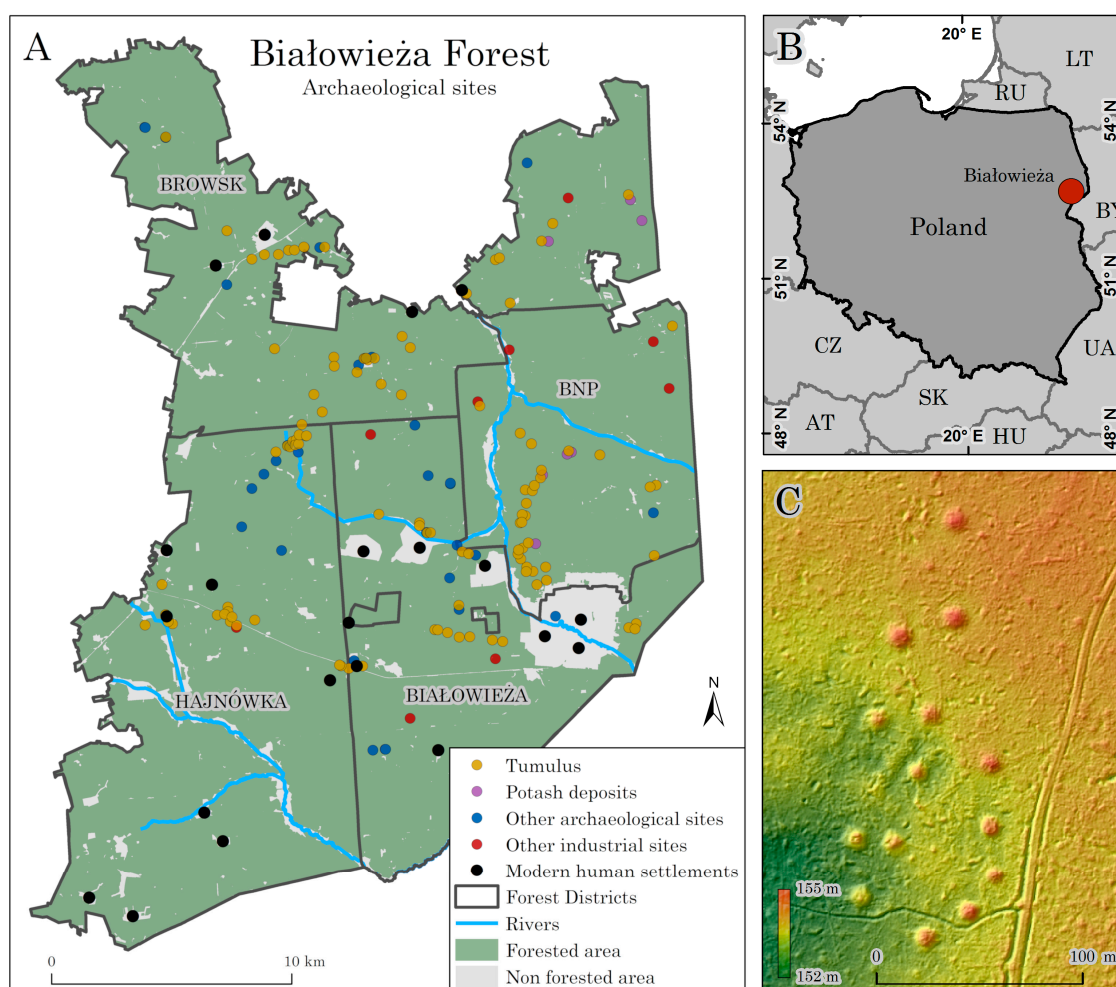 A
Białowieża Forest
Archaeological sites
BROWSK
BNP
HAJNÓWKA
BIAŁOWIEŻA
N
Tumulus
Potash deposits
Other archaeological sites
Other industrial sites
Modern human settlements
Forest Districts
Rivers
Forested area
Non forested area
0 10 km
B
20° E
LT
RU
54° N
54° N
Białowieża
BY
Poland
51° N
51° N
CZ
UA
SK
AT
20° E
HU
48° N
48° N
C
155 m
152 m
0 100 m